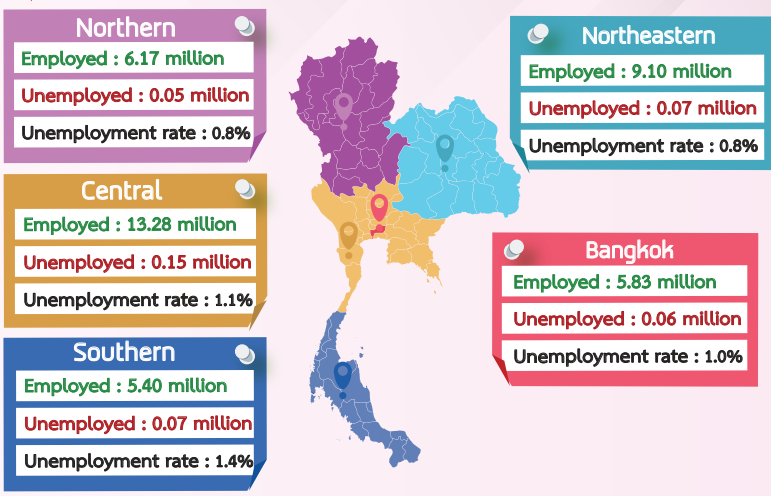 Northern
Employed : 6.17 million
Unemployed : 0.05 million
Unemployment rate : 0.8%
Northeastern
Employed : 9.10 million
Unemployed : 0.07 million
Unemployment rate : 0.8%
Central
Employed : 13.28 million
Unemployed : 0.15 million
Unemployment rate : 1.1%
Bangkok
Employed : 5.83 million
Unemployed : 0.06 million
Unemployment rate : 1.0%
Southern
Employed : 5.40 million
Unemployed : 0.07 million
Unemployment rate : 1.4%